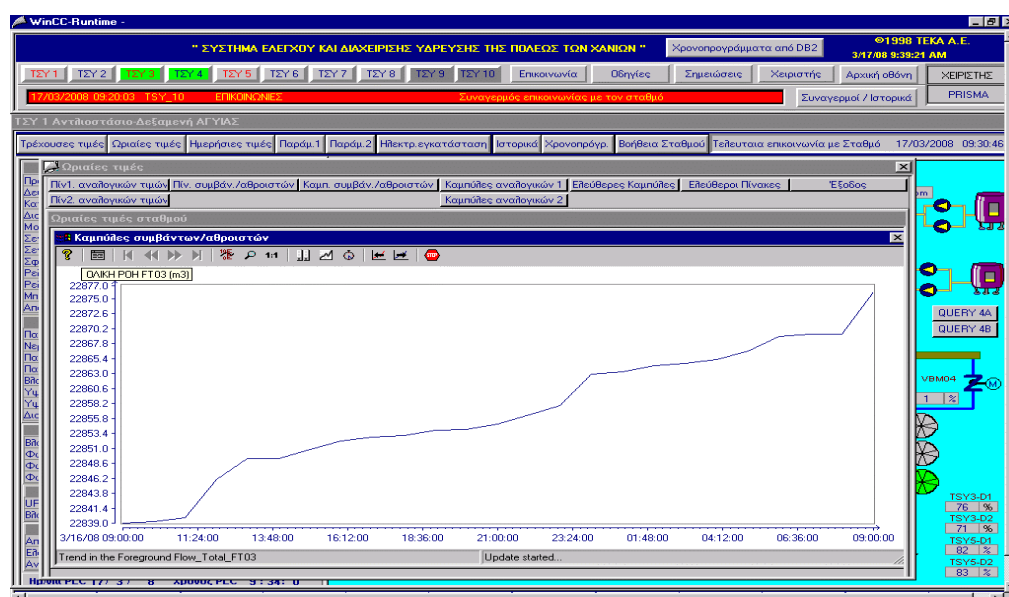 WinCC-Runtime -
" ΣΥΣΤΗΜΑ ΕΛΕΓΧΟΥ ΚΑΙ ΔΙΑΧΕΙΡΙΣΗΣ ΥΔΡΕΥΣΗΣ ΤΗΣ ΠΟΛΕΩΣ ΤΩΝ ΧΑΝΙΩΝ "
Χρονοπρογράμματα από DB2
©1998 TEKA A.E.
3/17/08 9:39:21 AM
ΤΣΥ 1 ΤΣΥ 2 ΤΣΥ 3 ΤΣΥ 4 ΤΣΥ 5 ΤΣΥ 6 ΤΣΥ 7 ΤΣΥ 8 ΤΣΥ 9 ΤΣΥ 10 Επικοινωνία Οδηγίες Σημειώσεις Χειριστής Αρχική οθόνη ΧΕΙΡΙΣΤΗΣ
17/03/2008 09:20:03 TSY_10 ΕΠΙΚΟΙΝΩΝΙΕΣ Συναγερμός επικοινωνίας με τον σταθμό Συναγερμοί / Ιστορικά PRISMA
ΤΣΥ 1 Αντλιοστάσιο-Δεξαμενή ΑΓΥΙΑΣ
Τρέχουσες τιμές Ωριαίες τιμές Ημερήσιες τιμές Παράμ.1 Παράμ.2 Ηλεκτρ.εγκατάσταση Ιστορικά Χρονοπρόγρ. Βοήθεια Σταθμού Τελευταια επικοινωνία με Σταθμό 17/03/2008 09:30:46
Ωριαίες τιμές
Πίν1. αναλογικών τιμών Πίν. συμβάν./αθροιστών Καμπ. συμβάν./αθροιστών Καμπύλες αναλογικών 1 Ελεύθερες Καμπύλες Ελεύθεροι Πίνακες Έξοδος
Πίν2. αναλογικών τιμών Καμπύλες αναλογικών 2
Ωριαίες τιμές σταθμού
Καμπύλες συμβάντων/αθροιστών
1:1 STOP
ΟΛΙΚΗ ΡΟΗ FT03 (m3)
22877.0
22875.0
22872.6
22870.2
22867.8
22865.4
22863.0
22860.6
22858.2
22855.8
22853.4
22851.0
22848.6
22846.2
22843.8
22841.4
22839.0
3/16/08 09:00:00 11:24:00 13:48:00 16:12:00 18:36:00 21:00:00 23:24:00 01:48:00 04:12:00 06:36:00 09:00:00
Trend in the Foreground Flow_Total_FT03 Update started...
QUERY 4A
QUERY 4B
VBM04
M
1 %
TSY3-D1
76 %
TSY3-D2
71 %
TSY5-D1
82 %
TSY5-D2
83 %